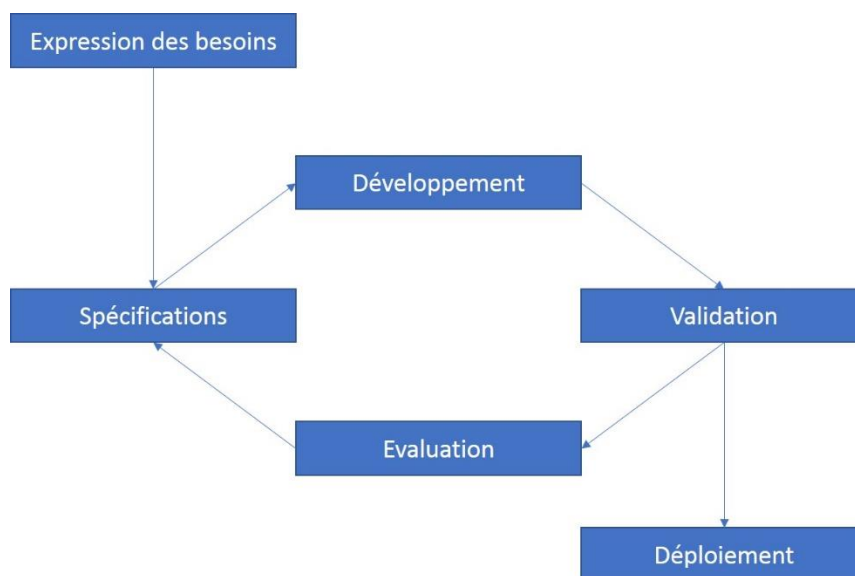 Expression des besoins
Développement
Spécifications
Validation
Evaluation
Déploiement